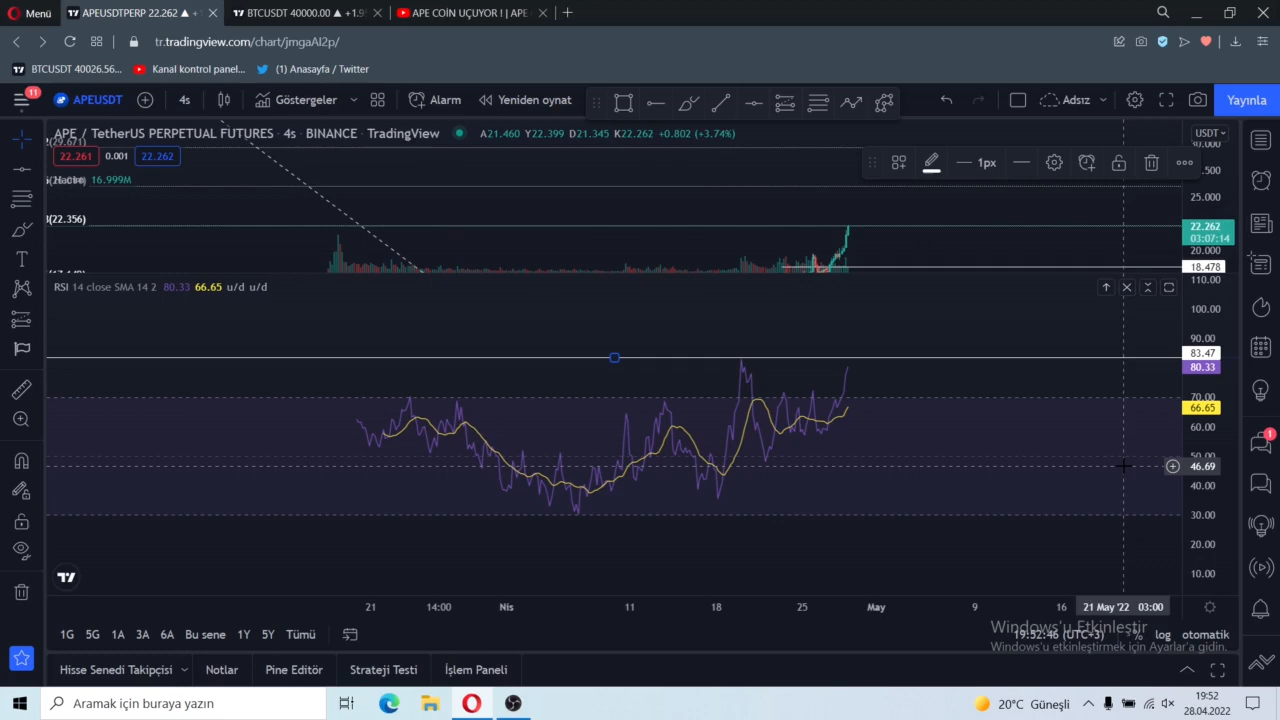 Menü
APEUSDTPERP 22.262 ▲ +
BTCUSDT 40000.00 ▲ +1.9
APE COİN UÇUYOR ! | APE
tr.tradingview.com/chart/jmgaAI2p/
BTCUSDT 40026.56...
Kanal kontrol panel...
(1) Anasayfa / Twitter
11
APEUSDT
4s
Göstergeler
Alarm
Yeniden oynat
Adsız
Yayınla
APE / TetherUS PERPETUAL FUTURES · 4s · BINANCE · TradingView
A21.460 Y22.399 D21.345 K22.262 +0.802 (+3.74%)
USDT
30.000
22.261
0.001
22.262
1px
16.999M
25.000
(22.356)
22.262
03:07:14
20.000
18.478
RSI 14 close SMA 14 2 80.33 66.65 u/d u/d
110.00
100.00
90.00
83.47
80.33
70.00
66.65
60.00
50.00
46.69
40.00
30.00
20.00
10.00
1
21
14:00
Nis
11
18
25
May
9
16
21 May '22 03:00
1G
5G
1A
3A
6A
Bu sene
1Y
5Y
Tümü
19:52:46 (UTC+3)
%
log
otomatik
Windows'u Etkinleştir
Windows'u etkinleştirmek için Ayarlar'a gidin.
Hisse Senedi Takipçisi
Notlar
Pine Editörü
Strateji Testi
İşlem Paneli
Aramak için buraya yazın
20°C Güneşli
19:52
28.04.2022